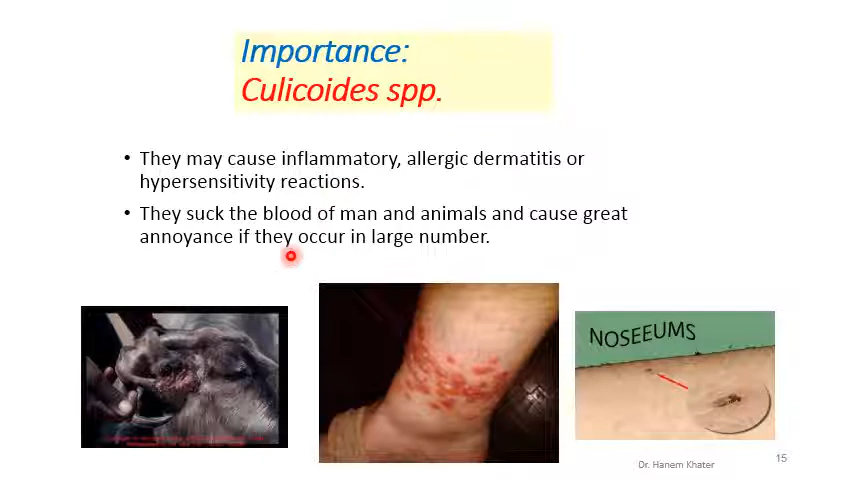 Importance:
Culicoides spp.
• They may cause inflammatory, allergic dermatitis or
hypersensitivity reactions.
• They suck the blood of man and animals and cause great
annoyance if they occur in large number.
NOSEEUMS
Dr. Hanem Khater
15